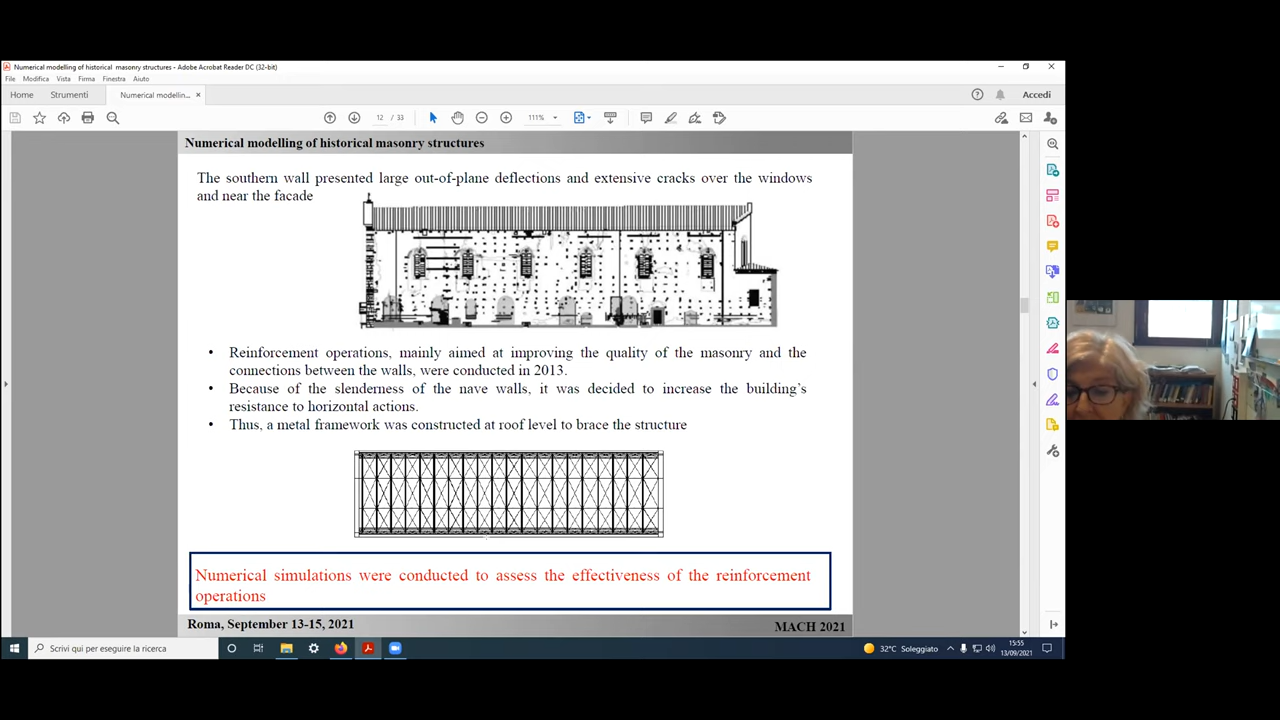 Numerical modelling of historical masonry structures - Adobe Acrobat Reader DC (32-bit)
File Modifica Vista Firma Finestra Aiuto
Home Strumenti Numerical modellin... × Accedi
12 / 33 111%
Numerical modelling of historical masonry structures
The southern wall presented large out-of-plane deflections and extensive cracks over the windows
and near the facade
• Reinforcement operations, mainly aimed at improving the quality of the masonry and the
connections between the walls, were conducted in 2013.
• Because of the slenderness of the nave walls, it was decided to increase the building's
resistance to horizontal actions.
• Thus, a metal framework was constructed at roof level to brace the structure
Numerical simulations were conducted to assess the effectiveness of the reinforcement
operations
Roma, September 13-15, 2021 MACH 2021
Scrivi qui per eseguire la ricerca 32°C Soleggiato 15:55
13/09/2021